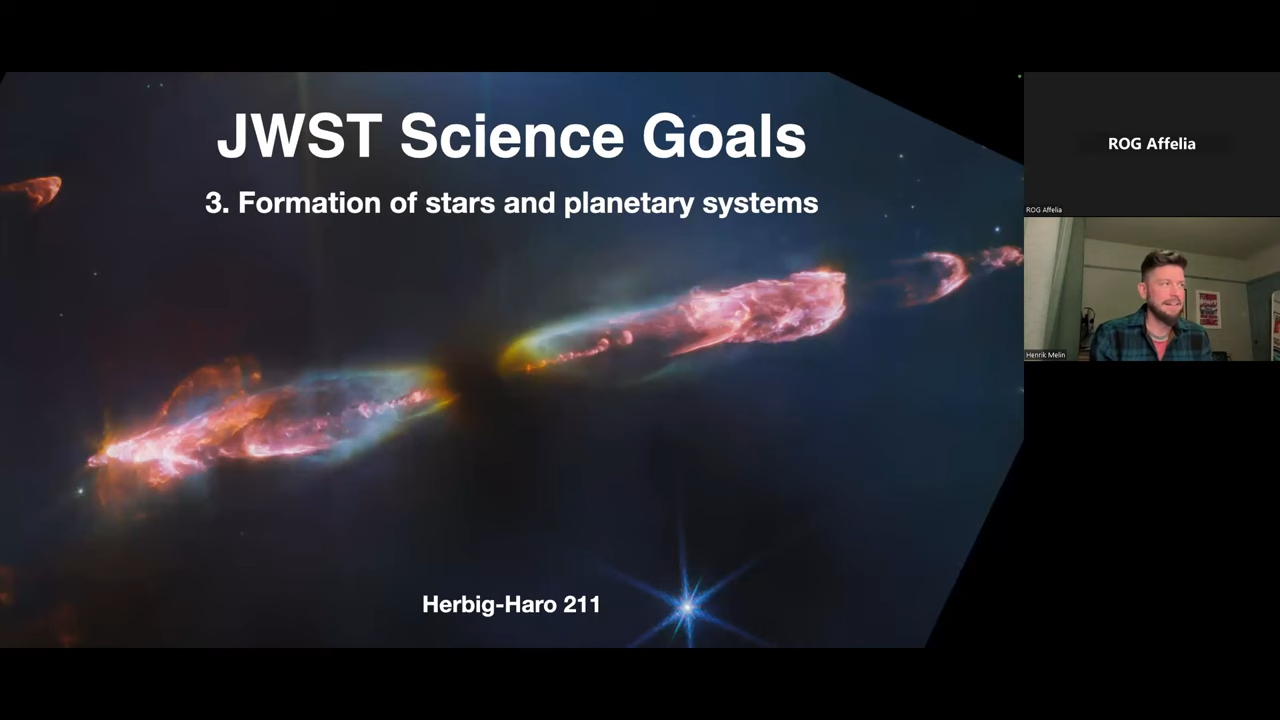 JWST Science Goals
3. Formation of stars and planetary systems
Herbig-Haro 211
ROG Affelia
ROG Affelia
Henrik Melin